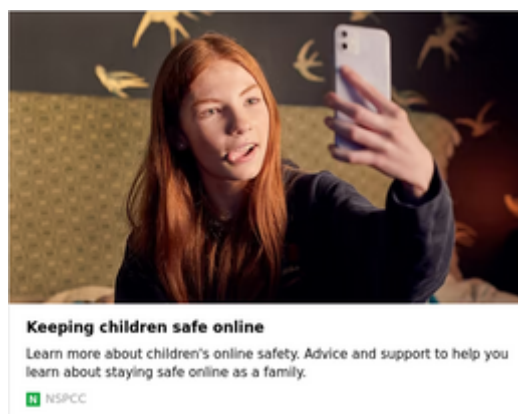 Keeping children safe online
Learn more about children's online safety. Advice and support to help you
learn about staying safe online as a family.
N NSPCC